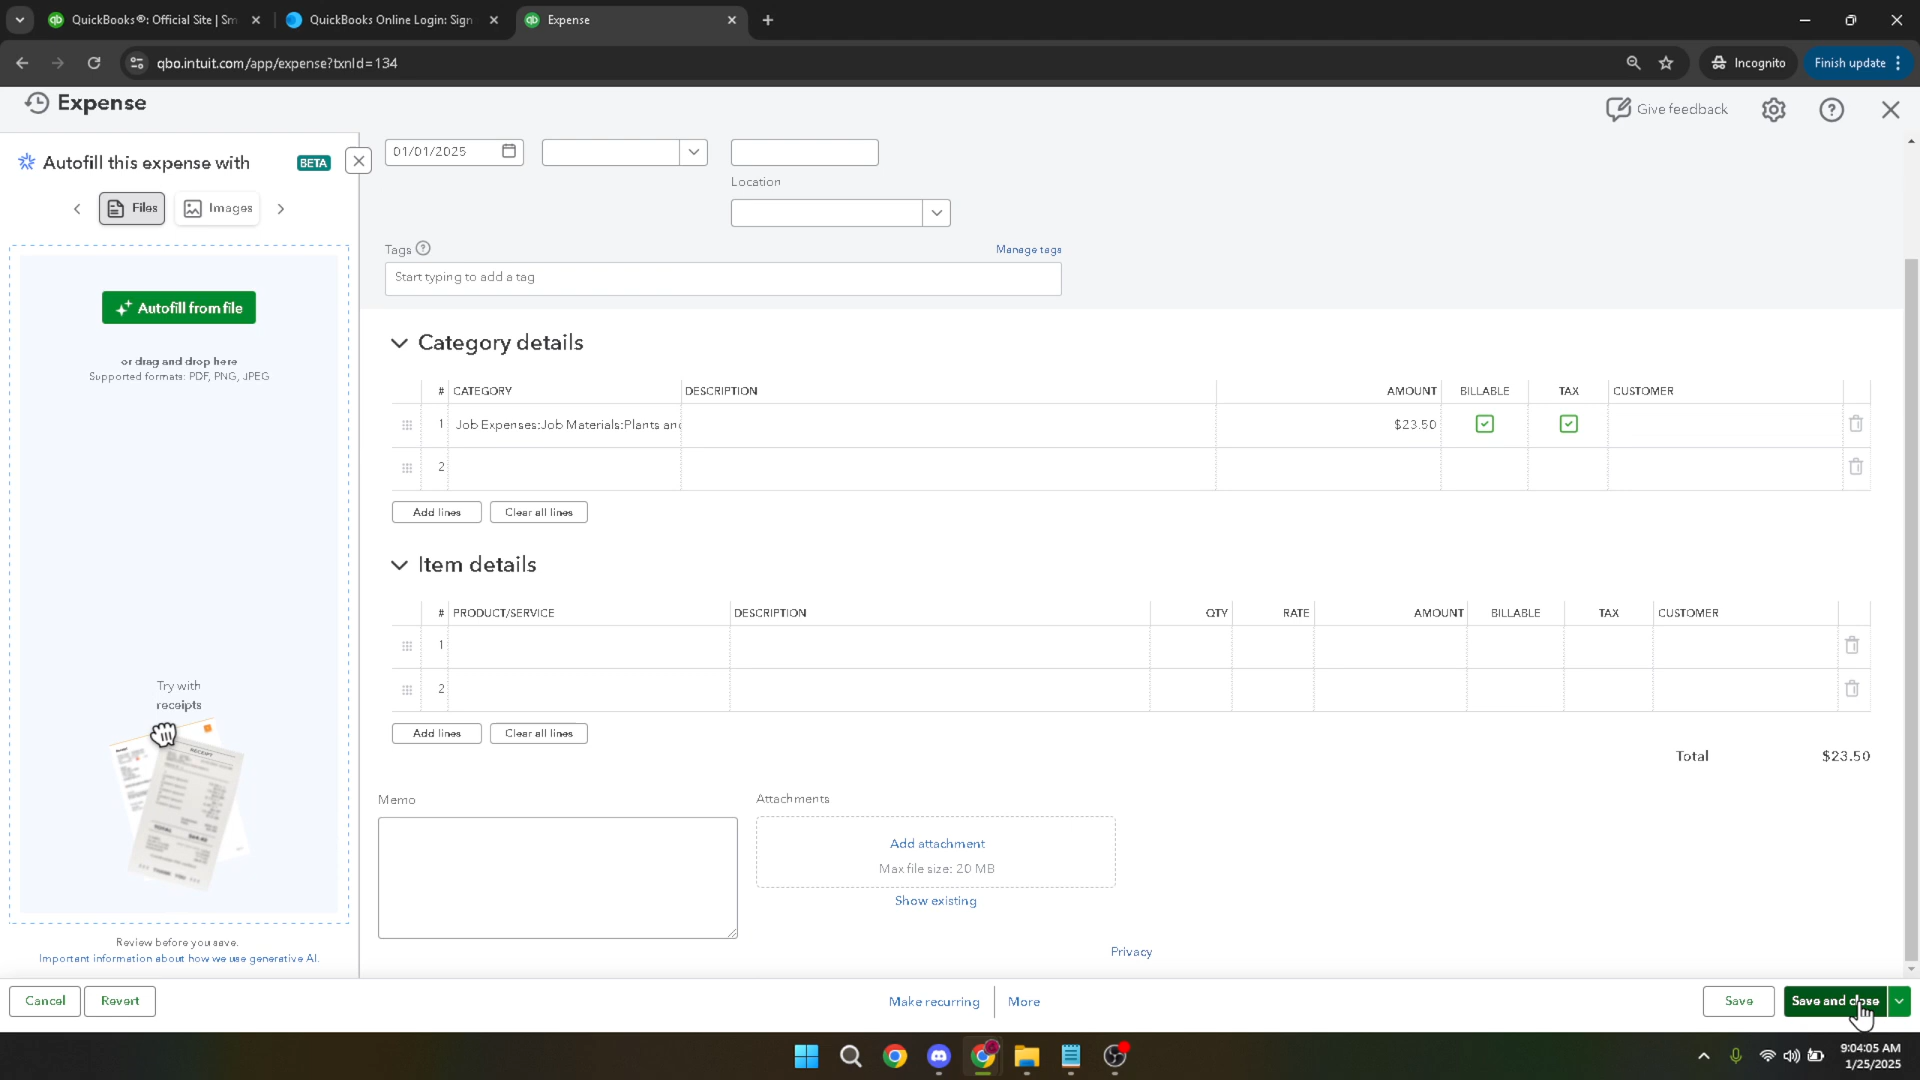 QuickBooks®: Official Site | Sm
QuickBooks Online Login: Sign
Expense
qbo.intuit.com/app/expense?txnId=134
Incognito
Finish update
Expense
Give feedback
Autofill this expense with
BETA
Files
Images
Autofill from file
or drag and drop here
Supported formats: PDF, PNG, JPEG
Try with
receipts
RECEIPT
Review before you save.
Important information about how we use generative AI.
01/01/2025
Location
Tags
Manage tags
Start typing to add a tag
Category details
# CATEGORY DESCRIPTION AMOUNT BILLABLE TAX CUSTOMER
1 Job Expenses:Job Materials:Plants and $23.50
2
Add lines Clear all lines
Item details
# PRODUCT/SERVICE DESCRIPTION QTY RATE AMOUNT BILLABLE TAX CUSTOMER
1
2
Add lines Clear all lines
Total $23.50
Memo
Attachments
Add attachment
Max file size: 20 MB
Show existing
Privacy
Cancel Revert Make recurring More Save Save and close
9:04:05 AM
1/25/2025